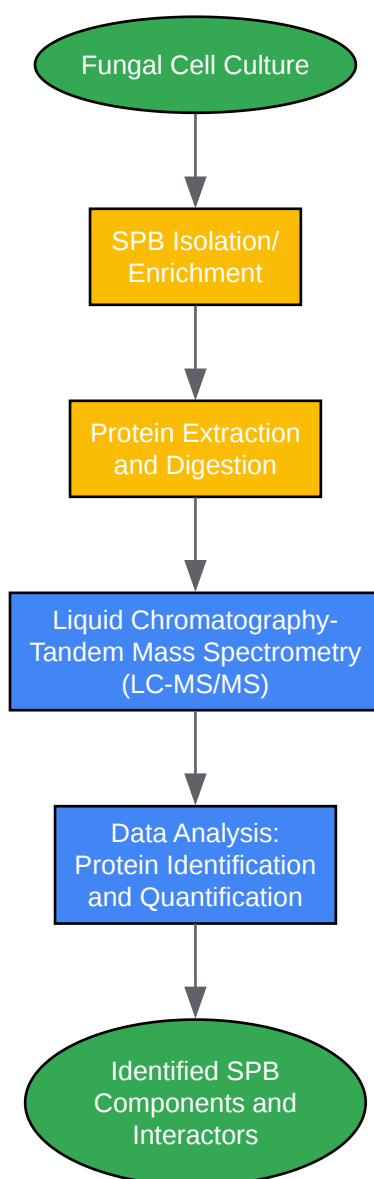 Fungal Cell Culture
SPB Isolation/
Enrichment
Protein Extraction
and Digestion
Liquid Chromatography-
Tandem Mass Spectrometry
(LC-MS/MS)
Data Analysis:
Protein Identification
and Quantification
Identified SPB
Components and
Interactors